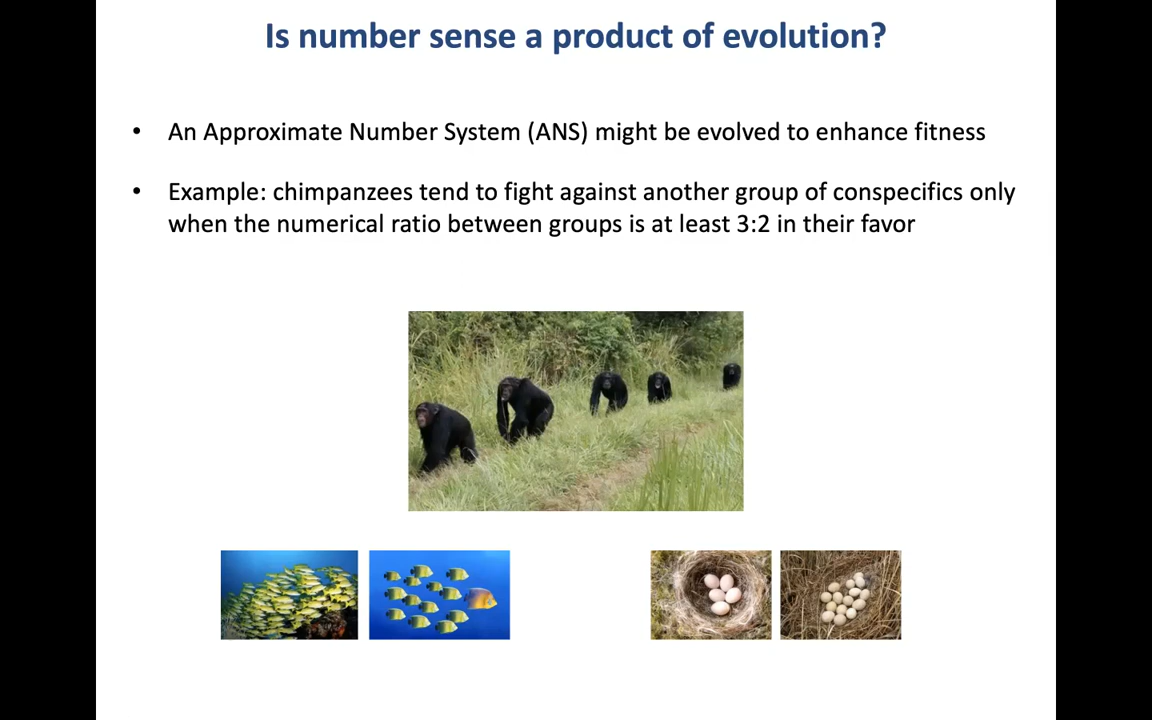 Is number sense a product of evolution?
• An Approximate Number System (ANS) might be evolved to enhance fitness
• Example: chimpanzees tend to fight against another group of conspecifics only
when the numerical ratio between groups is at least 3:2 in their favor